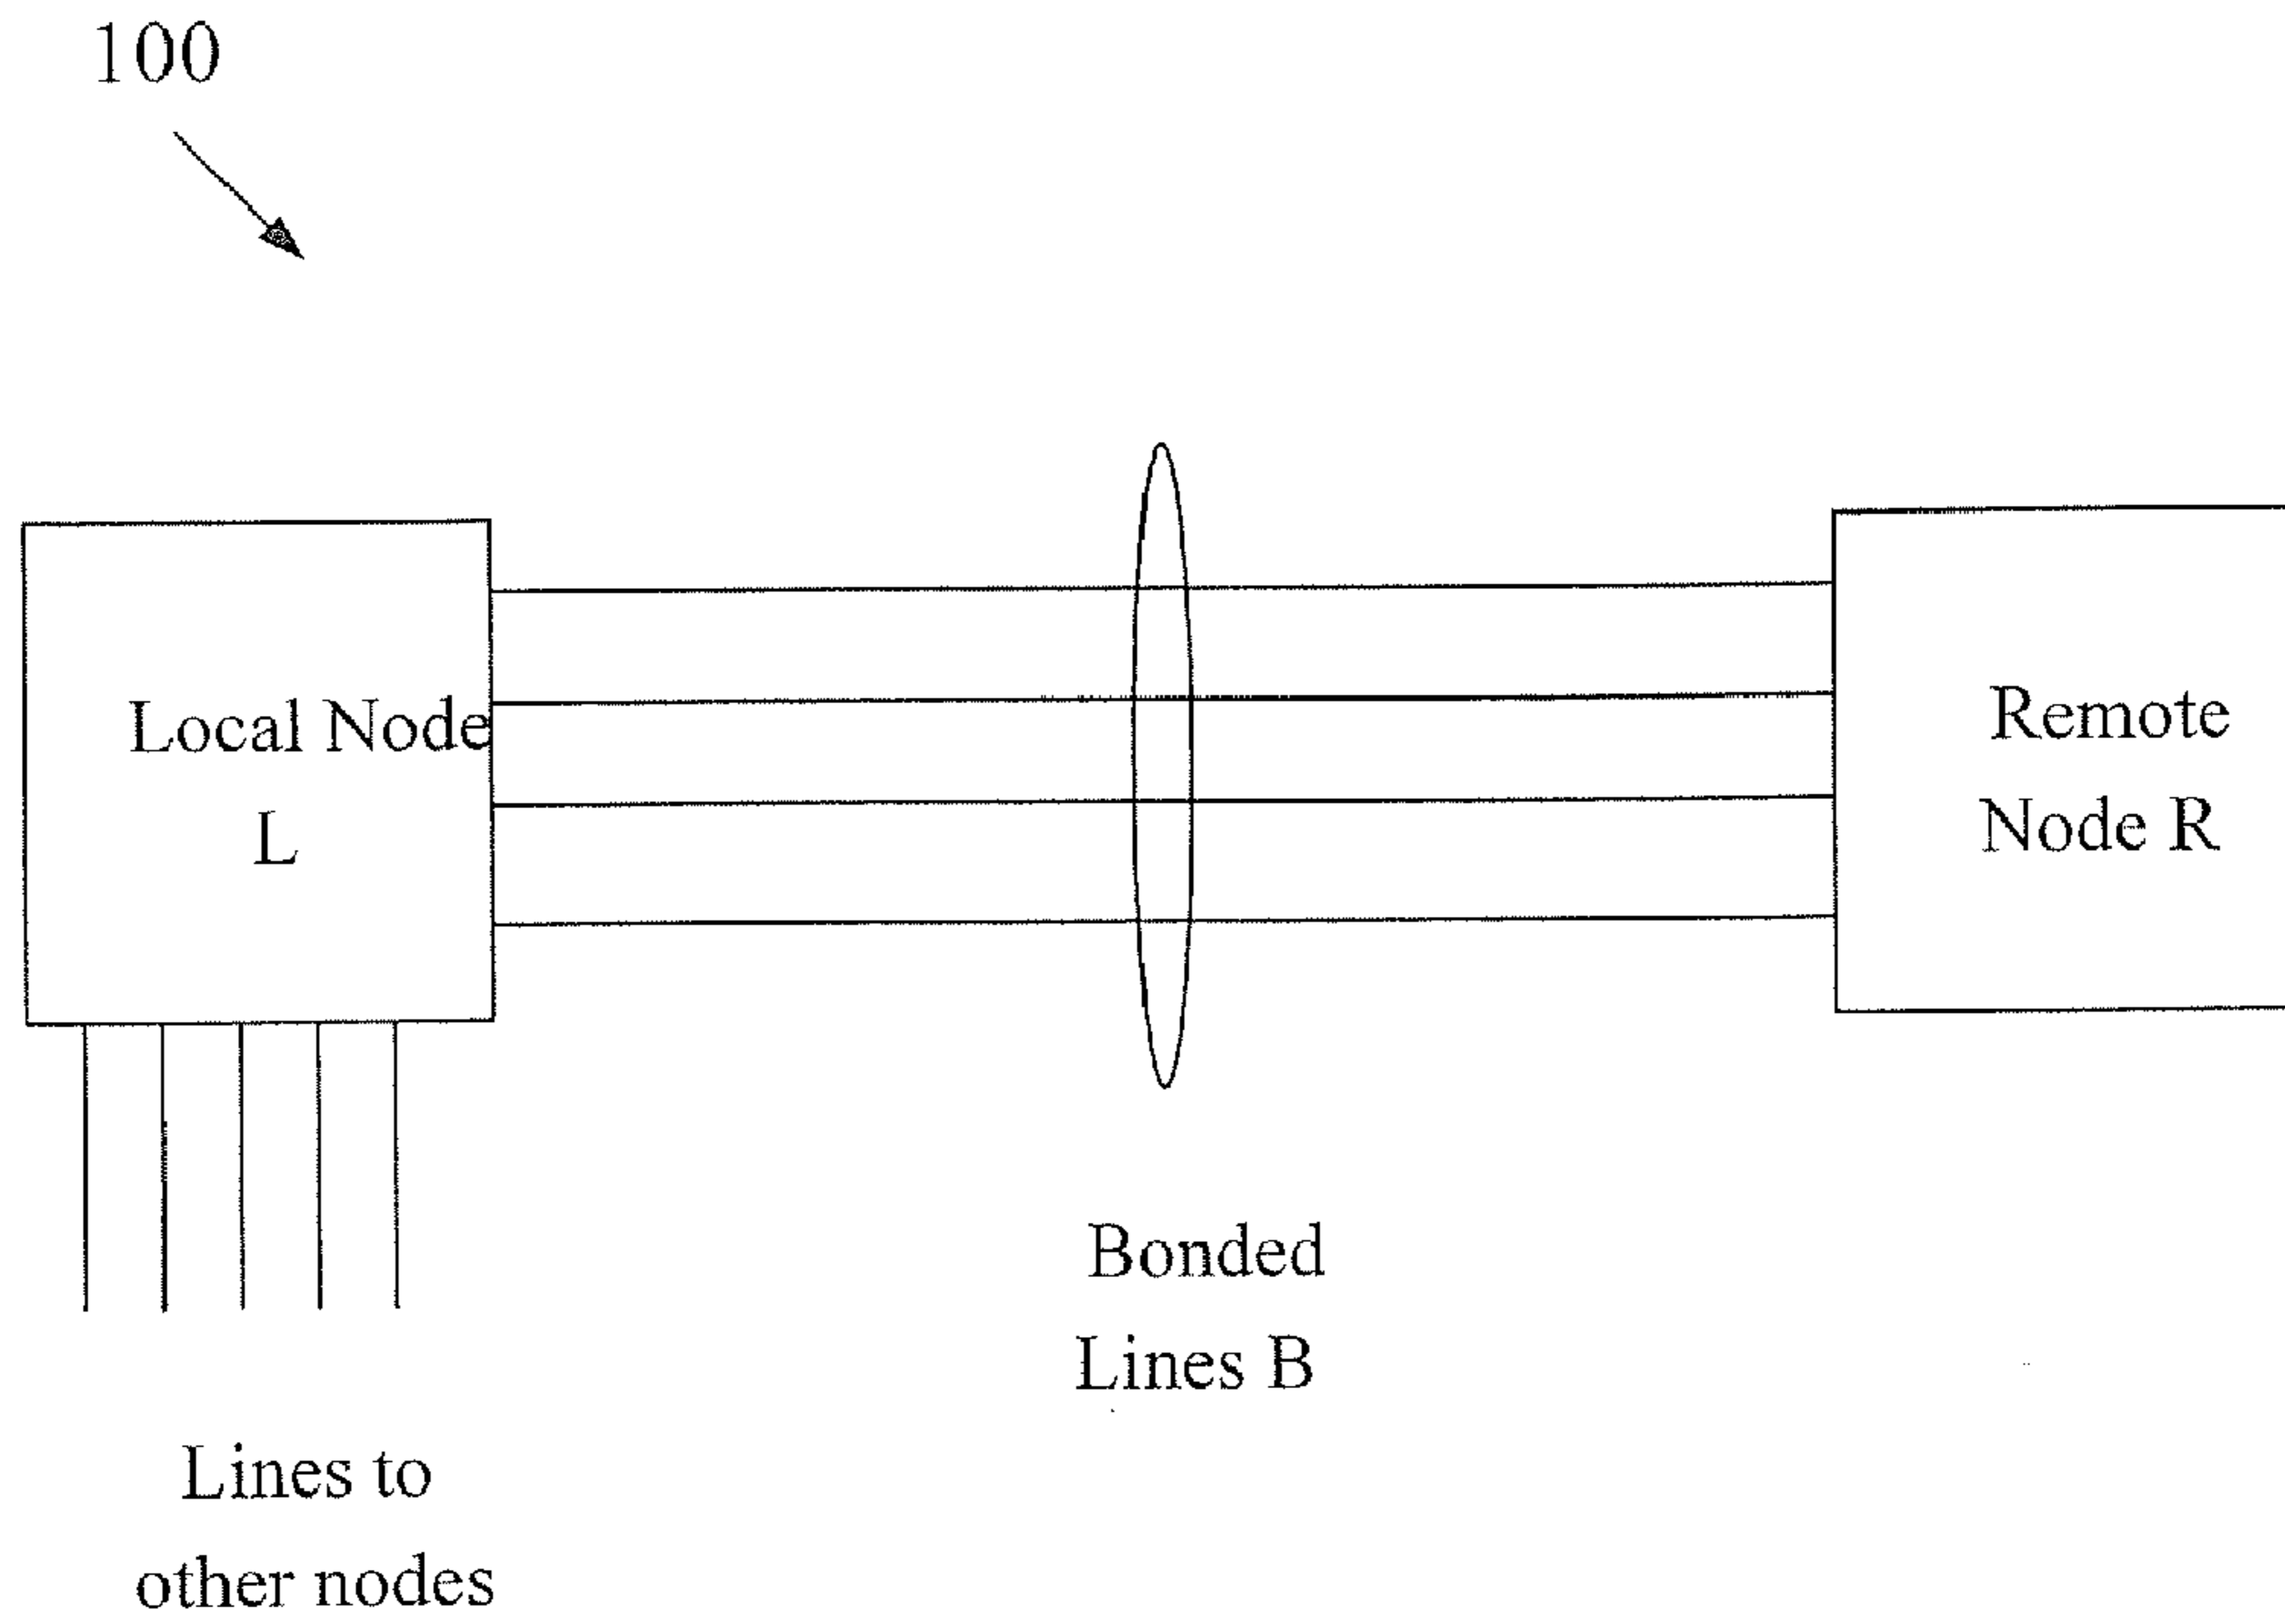 100
Local Node
L
Remote
Node R
Bonded
Lines B
Lines to
other nodes